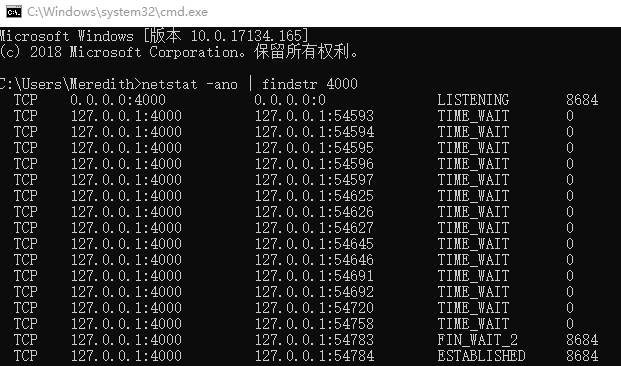 C:\Windows\system32\cmd.exe
Microsoft Windows [版本 10.0.17134.165]
(c) 2018 Microsoft Corporation。保留所有权利。
C:\Users\Meredith>netstat -ano | findstr 4000
TCP 0.0.0.0:4000 0.0.0.0:0 LISTENING 8684
TCP 127.0.0.1:4000 127.0.0.1:54593 TIME_WAIT 0
TCP 127.0.0.1:4000 127.0.0.1:54594 TIME_WAIT 0
TCP 127.0.0.1:4000 127.0.0.1:54595 TIME_WAIT 0
TCP 127.0.0.1:4000 127.0.0.1:54596 TIME_WAIT 0
TCP 127.0.0.1:4000 127.0.0.1:54597 TIME_WAIT 0
TCP 127.0.0.1:4000 127.0.0.1:54625 TIME_WAIT 0
TCP 127.0.0.1:4000 127.0.0.1:54626 TIME_WAIT 0
TCP 127.0.0.1:4000 127.0.0.1:54627 TIME_WAIT 0
TCP 127.0.0.1:4000 127.0.0.1:54645 TIME_WAIT 0
TCP 127.0.0.1:4000 127.0.0.1:54646 TIME_WAIT 0
TCP 127.0.0.1:4000 127.0.0.1:54691 TIME_WAIT 0
TCP 127.0.0.1:4000 127.0.0.1:54692 TIME_WAIT 0
TCP 127.0.0.1:4000 127.0.0.1:54720 TIME_WAIT 0
TCP 127.0.0.1:4000 127.0.0.1:54758 TIME_WAIT 0
TCP 127.0.0.1:4000 127.0.0.1:54783 FIN_WAIT_2 8684
TCP 127.0.0.1:4000 127.0.0.1:54784 ESTABLISHED 8684